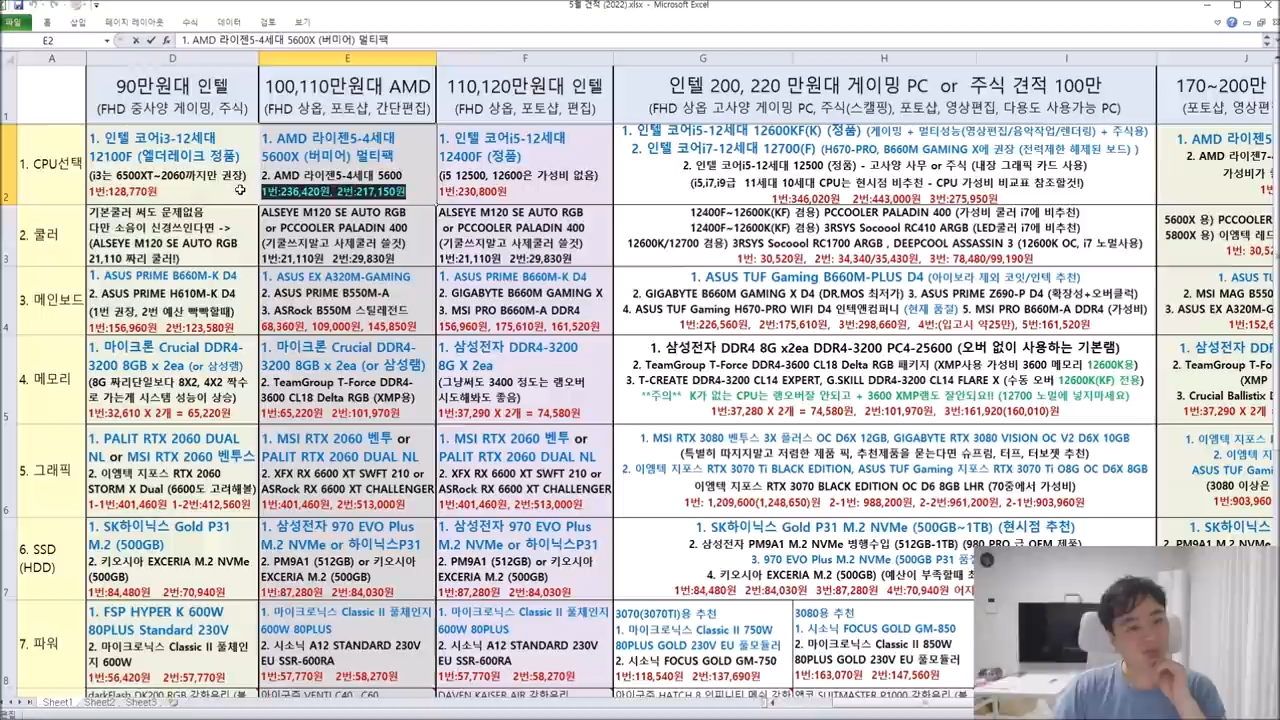 5월 견적 (2022).xlsx - Microsoft Excel
파일 홈 삽입 페이지 레이아웃 수식 데이터 검토 보기
E2 1. AMD 라이젠5-4세대 5600X (버미어) 멀티팩
A D E F G H I J
1
90만원대 인텔
(FHD 중사양 게이밍, 주식)
100,110만원대 AMD
(FHD 상옵, 포토샵, 간단편집)
110,120만원대 인텔
(FHD 상옵, 포토샵, 편집)
인텔 200, 220 만원대 게이밍 PC or 주식 견적 100만
(FHD 상옵 고사양 게이밍 PC, 주식(스캘핑), 포토샵, 영상편집, 다용도 사용가능 PC)
170~200만
(포토샵, 영상편
2
1. CPU선택
1. 인텔 코어i3-12세대
12100F (엘더레이크 정품)
(i3는 6500XT~2060까지만 권장)
1번:128,770원
1. AMD 라이젠5-4세대
5600X (버미어) 멀티팩
2. AMD 라이젠5-4세대 5600
1번:236,420원, 2번:217,150원
1. 인텔 코어i5-12세대
12400F (정품)
(i5 12500, 12600은 가성비 없음)
1번:230,800원
1. 인텔 코어i5-12세대 12600KF(K) (정품) (게이밍 + 멀티성능(영상편집/음악작업/렌더링) + 주식용)
2. 인텔 코어i7-12세대 12700(F) (H670-PRO, B660M GAMING X에 권장 (전력제한 해제된 보드) )
2. 인텔 코어i5-12세대 12500 (정품) - 고사양 사무 or 주식 (내장 그래픽 카드 사용)
(i5,i7,i9급 11세대 10세대 CPU는 현시점 비추천 - CPU 가성비 비교표 참조할것!)
1번:346,020원 2번:443,000원 3번:275,950원
1. AMD 라이젠5
2. AMD 라이젠7-
3
2. 쿨러
기본쿨러 써도 문제없음
다만 소음이 신경쓰인다면 ->
(ALSEYE M120 SE AUTO RGB
21,110 짜리 쿨러!)
ALSEYE M120 SE AUTO RGB
or PCCOOLER PALADIN 400
(기쿨쓰지말고 사제쿨러 쓸것)
1번:21,110원 2번:29,830원
ALSEYE M120 SE AUTO RGB
or PCCOOLER PALADIN 400
(기쿨쓰지말고 사제쿨러 쓸것)
1번:21,110원 2번:29,830원
12400F~12600K(KF) 겸용) PCCOOLER PALADIN 400 (가성비 쿨러 i7에 비추천)
12400F~12600K(KF) 겸용) 3RSYS Socoool RC410 ARGB (LED쿨러 i7에 비추천)
12600K/12700 겸용) 3RSYS Socoool RC1700 ARGB , DEEPCOOL ASSASSIN 3 (12600K OC, i7 노멀사용)
1번: 30,520원, 2번: 34,340/35,430원, 3번: 78,480/99,190원
5600X 용) PCCOOLER
5800X 용) 이엠텍 레드
1번: 30,52
4
3. 메인보드
1. ASUS PRIME B660M-K D4
2. ASUS PRIME H610M-K D4
(1번 권장, 2번 예산 빡빡할때)
1번:156,960원 2번:123,580원
1. ASUS EX A320M-GAMING
2. ASUS PRIME B550M-A
3. ASRock B550M 스틸레전드
68,360원, 109,000원, 145,850원
1. ASUS PRIME B660M-K D4
2. GIGABYTE B660M GAMING X
3. MSI PRO B660M-A DDR4
156,960원, 175,610원, 161,520원
1. ASUS TUF Gaming B660M-PLUS D4 (아이보라 제외 코잇/인텍 추천)
2. GIGABYTE B660M GAMING X D4 (DR.MOS 최저가) 3. ASUS PRIME Z690-P D4 (확장성+오버클럭)
4. ASUS TUF Gaming H670-PRO WIFI D4 인텍앤컴퍼니 (현재 품절) 5. MSI PRO B660M-A DDR4 (가성비)
1번:226,560원, 2번:175,610원, 3번:298,660원, 4번:(입고시 약25만), 5번:161,520원
1. ASUS TU
2. MSI MAG B550
3. ASUS EX A320M-G
1번:152,6
5
4. 메모리
1. 마이크론 Crucial DDR4-
3200 8GB x 2ea (or 삼성램)
(8G 짜리단일보다 8X2, 4X2 짝수
로 가는게 시스템 성능이 상승)
1번:32,610 X 2개 = 65,220원
1. 마이크론 Crucial DDR4-
3200 8GB x 2ea (or 삼성램)
2. TeamGroup T-Force DDR4-
3600 CL18 Delta RGB (XMP용)
1번:65,220원 2번:101,970원
1. 삼성전자 DDR4-3200
8G X 2ea
(그냥써도 3400 정도는 램오버
시도해봐도 좋음)
1번:37,290 X 2개 = 74,580원
1. 삼성전자 DDR4 8G x2ea DDR4-3200 PC4-25600 (오버 없이 사용하는 기본램)
2. TeamGroup T-Force DDR4-3600 CL18 Delta RGB 패키지 (XMP사용 가성비 3600 메모리 12600K용)
3. T-CREATE DDR4-3200 CL14 EXPERT, G.SKILL DDR4-3200 CL14 FLARE X (수동 오버 12600K(KF) 전용)
**주의** K가 없는 CPU는 램오버잘 안되고 + 3600 XMP램도 잘안되요!! (12700 노멀에 넣지마세요)
1번:37,280 X 2개 = 74,580원, 2번:101,970원, 3번:161,920(160,010)원
1. 삼성전자 DD
2. TeamGroup T-F
(XMP
3. Crucial Ballistix D
1번:37,290 X 2개 =
6
5. 그래픽
1. PALIT RTX 2060 DUAL
NL or MSI RTX 2060 벤투스
2. 이엠텍 지포스 RTX 2060
STORM X Dual (6600도 고려해볼)
1-1번:401,460원 1-2번:412,560원
1. MSI RTX 2060 벤투 or
PALIT RTX 2060 DUAL NL
2. XFX RX 6600 XT SWFT 210 or
ASRock RX 6600 XT CHALLENGER
1번:401,460원, 2번:513,000원
1. MSI RTX 2060 벤투 or
PALIT RTX 2060 DUAL NL
2. XFX RX 6600 XT SWFT 210 or
ASRock RX 6600 XT CHALLENGER
1번:401,460원, 2번:513,000원
1. MSI RTX 3080 벤투스 3X 플러스 OC D6X 12GB, GIGABYTE RTX 3080 VISION OC V2 D6X 10GB
(특별히 따지지말고 저렴한 제품 픽, 추천제품을 묻는다면 슈프림, 터프, 터보젯 추천)
2. 이엠텍 지포스 RTX 3070 Ti BLACK EDITION, ASUS TUF Gaming 지포스 RTX 3070 Ti O8G OC D6X 8GB
이엠텍 지포스 RTX 3070 BLACK EDITION OC D6 8GB LHR (70중에서 가성비)
1번: 1,209,600(1,248,650)원 2-1번: 988,200원, 2-2번:961,200원, 2-1번:903,960원
1. 이엠텍 지포스
ASUS TUF Gami
2. 이엠텍 지포스 R
(3080 이상은
1번:903,960
7
6. SSD
(HDD)
1. SK하이닉스 Gold P31
M.2 (500GB)
2. 키오시아 EXCERIA M.2 NVMe
(500GB)
1번:84,480원 2번:70,940원
1. 삼성전자 970 EVO Plus
M.2 NVMe or 하이닉스P31
2. PM9A1 (512GB) or 키오시아
EXCERIA M.2 (500GB)
1번:87,280원 2번:84,030원
1. 삼성전자 970 EVO Plus
M.2 NVMe or 하이닉스P31
2. PM9A1 (512GB) or 키오시아
EXCERIA M.2 (500GB)
1번:87,280원 2번:84,030원
1. SK하이닉스 Gold P31 M.2 NVMe (500GB~1TB) (현시점 추천)
2. 삼성전자 PM9A1 M.2 NVMe 병행수입 (512GB-1TB) (980 PRO 급 OEM 제품)
3. 970 EVO Plus M.2 NVMe (500GB P31 품절
4. 키오시아 EXCERIA M.2 (500GB) (예산이 부족할때 초
1번:84,480원 2번:84,030원 3번:87,280원 4번:70,940원
1. SK하이닉스
8
7. 파워
1. FSP HYPER K 600W
80PLUS Standard 230V
2. 마이크로닉스 Classic II 풀체인
지 600W
1번:56,420원 2번:57,770원
1. 마이크로닉스 Classic II 풀체인지
600W 80PLUS
2. 시소닉 A12 STANDARD 230V
EU SSR-600RA
1번:57,770원 2번:58,270원
1. 마이크로닉스 Classic II 풀체인지
600W 80PLUS
2. 시소닉 A12 STANDARD 230V
EU SSR-600RA
1번:57,770원 2번:58,270원
3070(3070Ti)용 추천
1. 마이크로닉스 Classic II 750W
80PLUS GOLD 230V EU 풀모듈러
2. 시소닉 FOCUS GOLD GM-750
1번:118,540원 2번:137,690원
3080용 추천
1. 시소닉 FOCUS GOLD GM-850
2. 마이크로닉스 Classic II 850W
80PLUS GOLD 230V EU 풀모듈러
1번:163,070원 2번:147,560원
Sheet1 Sheet2 Sheet3